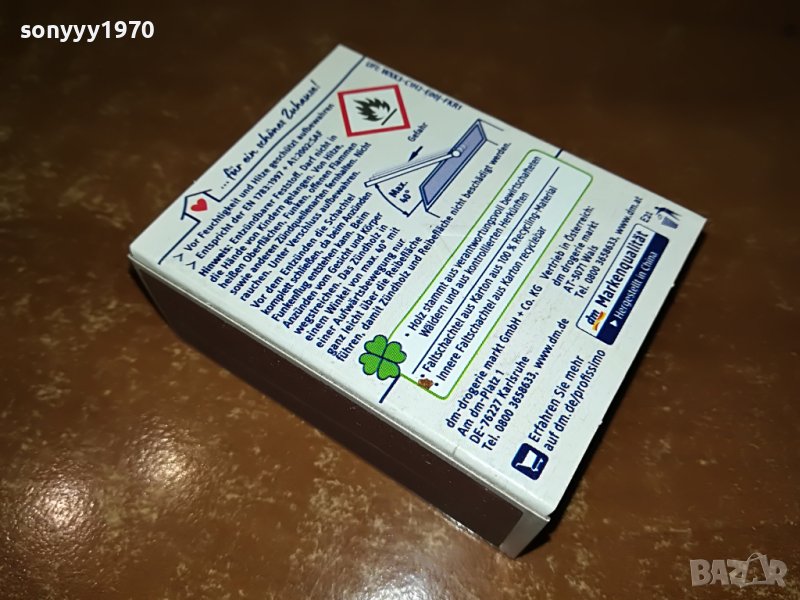 sonyyy1970
...für ein schönes Zuhause!
Vor Feuchtigkeit und Hitze geschützt aufbewahren
Entspricht der EN 1783:1997 + A1:2002:SAF
Hinweis: Entzündbarer Feststoff. Darf nicht in
die Hände von Kindern gelangen. Von Hitze,
heißen Oberflächen, Funken, offenen Flammen
sowie anderen Zündquellenarten fernhalten. Nicht
rauchen. Unter Verschluss aufbewahren.
Vor dem Entzünden die Schachtel
komplett schließen, da beim Anzünden
Funkenflug entstehen kann. Beim
Anzünden vom Gesicht und Körper
wegstreichen. Das Zündholz in
einem Winkel von max. 60° mit
einer Aufwärtsbewegung nur
ganz leicht über die Reibefläche
führen, damit Zündholz und Reibefläche nicht beschädigt werden.
Gefahr
Max.
60°
• Holz stammt aus verantwortungsvoll bewirtschafteten
Wäldern und aus kontrollierten Herkünften
• Faltschachtel aus Karton aus 100 % Recycling-Material
• Innere Faltschachtel aus Karton recyclebar
dm-drogerie markt GmbH + Co. KG
Am dm-Platz 1
DE-76227 Karlsruhe
Tel. 0800 3658633, www.dm.de
Vertrieb in Österreich:
dm drogerie markt
AT-5071 Wals
Tel. 0800 3658633, www.dm.at
Erfahren Sie mehr
auf dm.de/profissimo
dm Markenqualität
Hergestellt in China
BAZAR